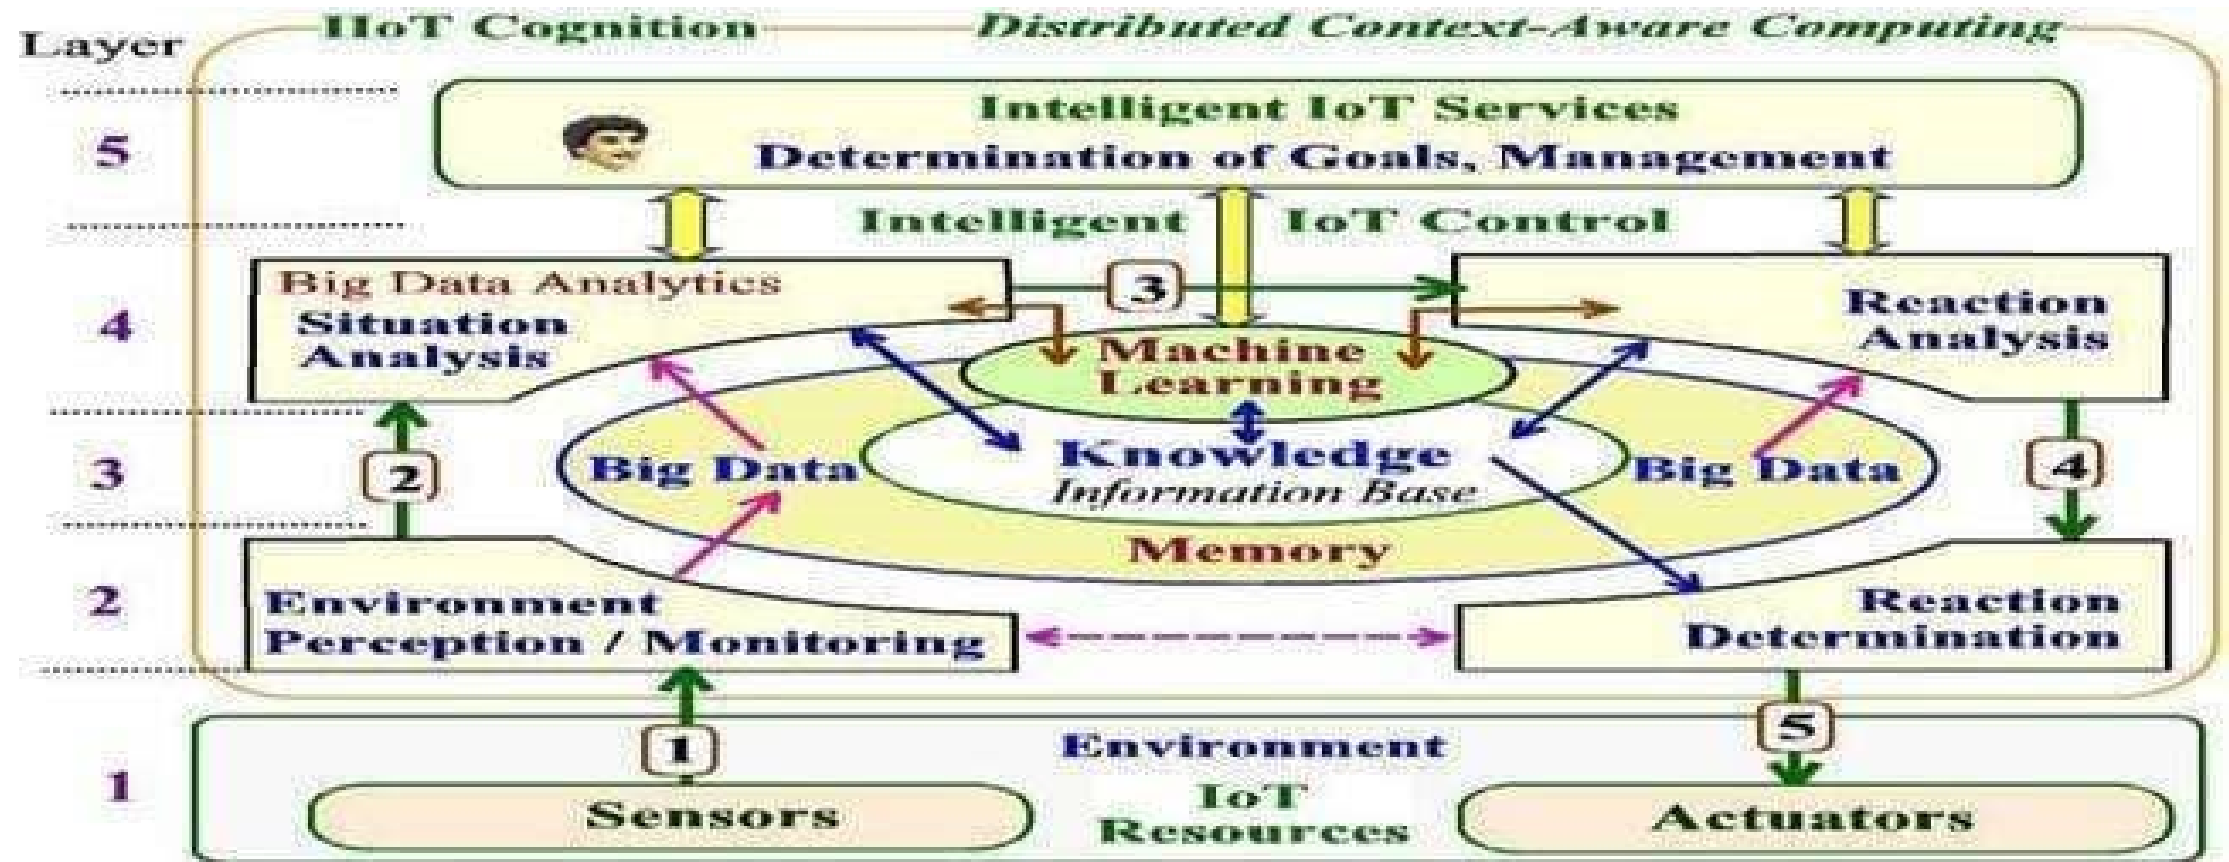 IIoT Cognition
Distributed Context-Aware Computing
Layer
Intelligent IoT Services
5
Determination of Goals, Management
Intelligent IoT Control
Big Data Analytics
3
4
Situation
Analysis
Reaction
Analysis
Machine
Learning
3
2
Big Data
Knowledge
Information Base
Big Data
4
Memory
2
Environment
Perception / Monitoring
Reaction
Determination
1
1
Environment
5
IoT
Resources
Sensors
Actuators